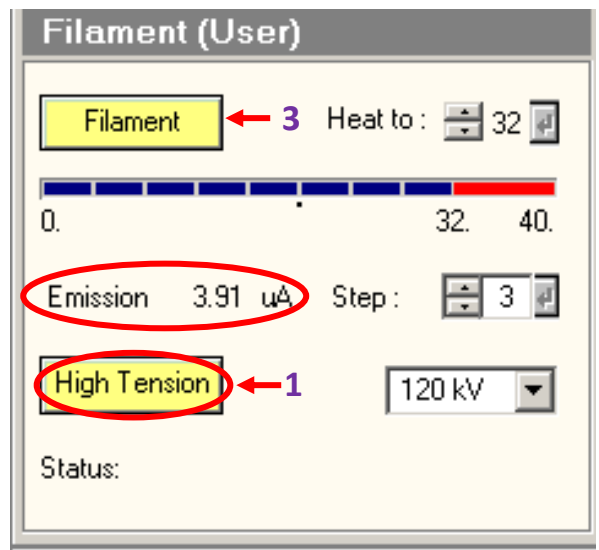 Filament (User)
Filament 3 Heat to : 32
0. 32. 40.
Emission 3.91 uA Step : 3
High Tension 1 120 kV
Status: